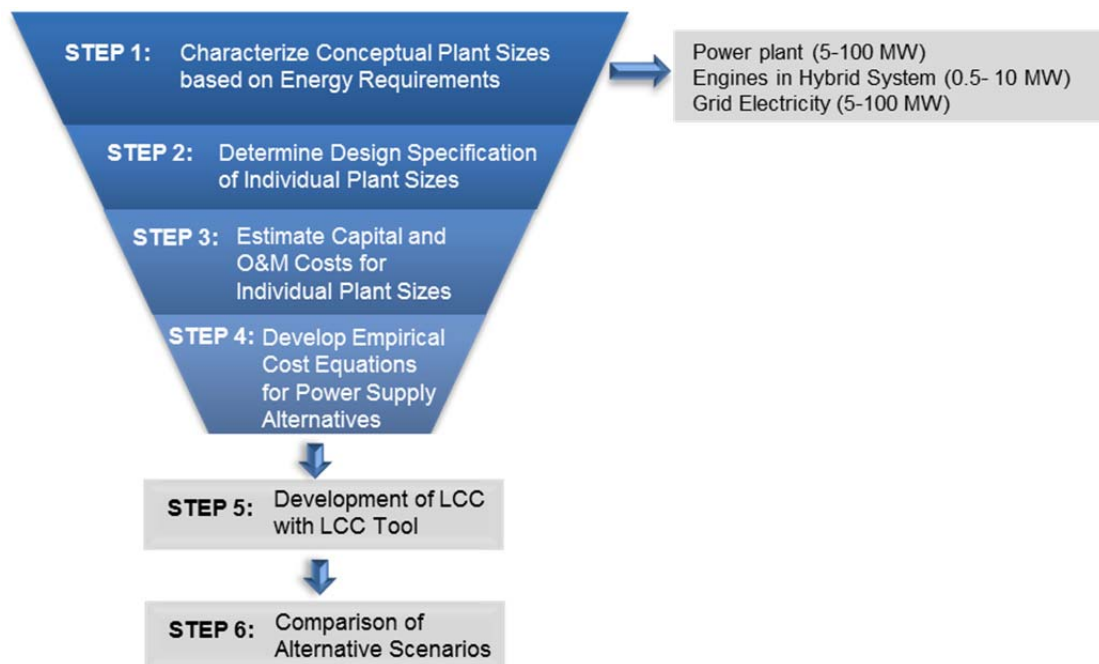 STEP 1: Characterize Conceptual Plant Sizes
based on Energy Requirements
Power plant (5-100 MW)
Engines in Hybrid System (0.5- 10 MW)
Grid Electricity (5-100 MW)
STEP 2: Determine Design Specification
of Individual Plant Sizes
STEP 3: Estimate Capital and
O&M Costs for
Individual Plant Sizes
STEP 4: Develop Empirical
Cost Equations
for Power Supply
Alternatives
STEP 5: Development of LCC
with LCC Tool
STEP 6: Comparison of
Alternative Scenarios